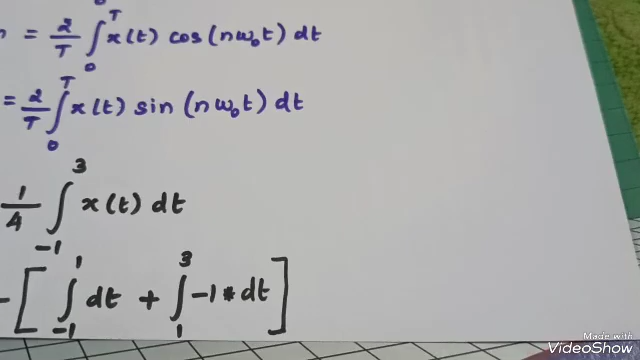 n = 2/T ∫₀ᵀ x(t) cos (nω₀t) dt
= 2/T ∫₀ᵀ x(t) sin (nω₀t) dt
1/4 ∫₋₁³ x(t) dt
[ ∫₋₁¹ dt + ∫₁³ -1 * dt ]
Made with
VideoShow